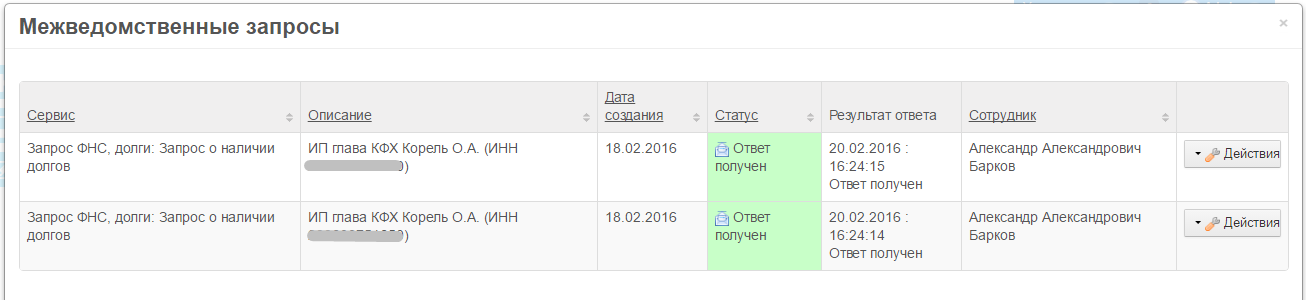 Межведомственные запросы
×
Сервис
Описание
Дата
создания
Статус
Результат ответа
Сотрудник
Запрос ФНС, долги: Запрос о наличии
долгов
ИП глава КФХ Корель О.А. (ИНН
)
18.02.2016
Ответ
получен
20.02.2016 :
16:24:15
Ответ получен
Александр Александрович
Барков
Действия
Запрос ФНС, долги: Запрос о наличии
долгов
ИП глава КФХ Корель О.А. (ИНН
)
18.02.2016
Ответ
получен
20.02.2016 :
16:24:14
Ответ получен
Александр Александрович
Барков
Действия